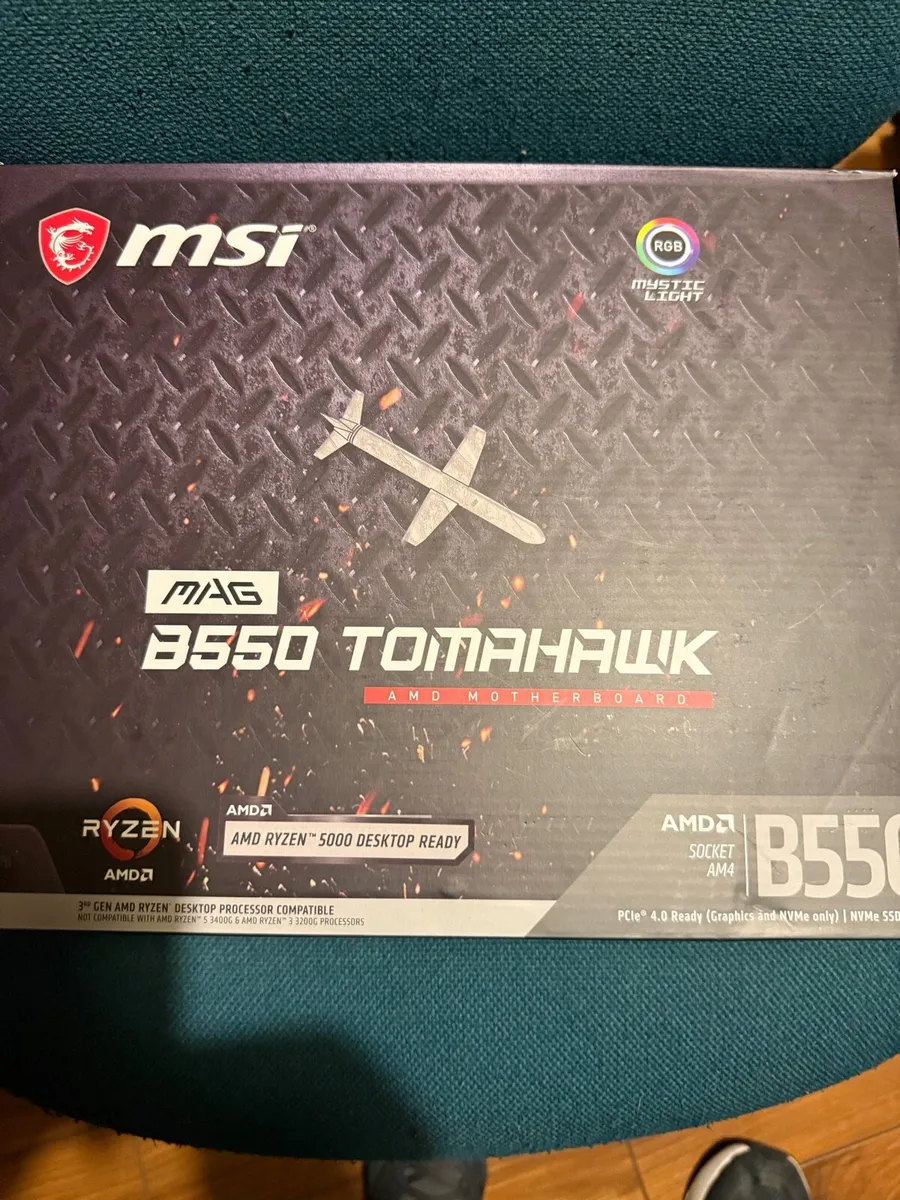 msi®
RGB
MYSTIC
LIGHT
MAG
B550 TOMAHAWK
AMD MOTHERBOARD
RYZEN
AMD
AMD
AMD RYZEN™ 5000 DESKTOP READY
AMD
SOCKET
AM4
B550
3RD GEN AMD RYZEN™ DESKTOP PROCESSOR COMPATIBLE
NOT COMPATIBLE WITH AMD RYZEN™ 5 3400G & AMD RYZEN™ 3 3200G PROCESSORS
PCIe® 4.0 Ready (Graphics and NVMe only) | NVMe SSD